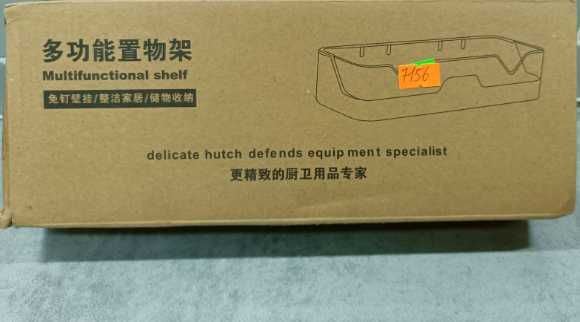 多功能置物架
Multifunctional shelf
免钉壁挂/整洁家居/储物收纳
7156
delicate hutch defends equip ment specialist
更精致的厨卫用品专家